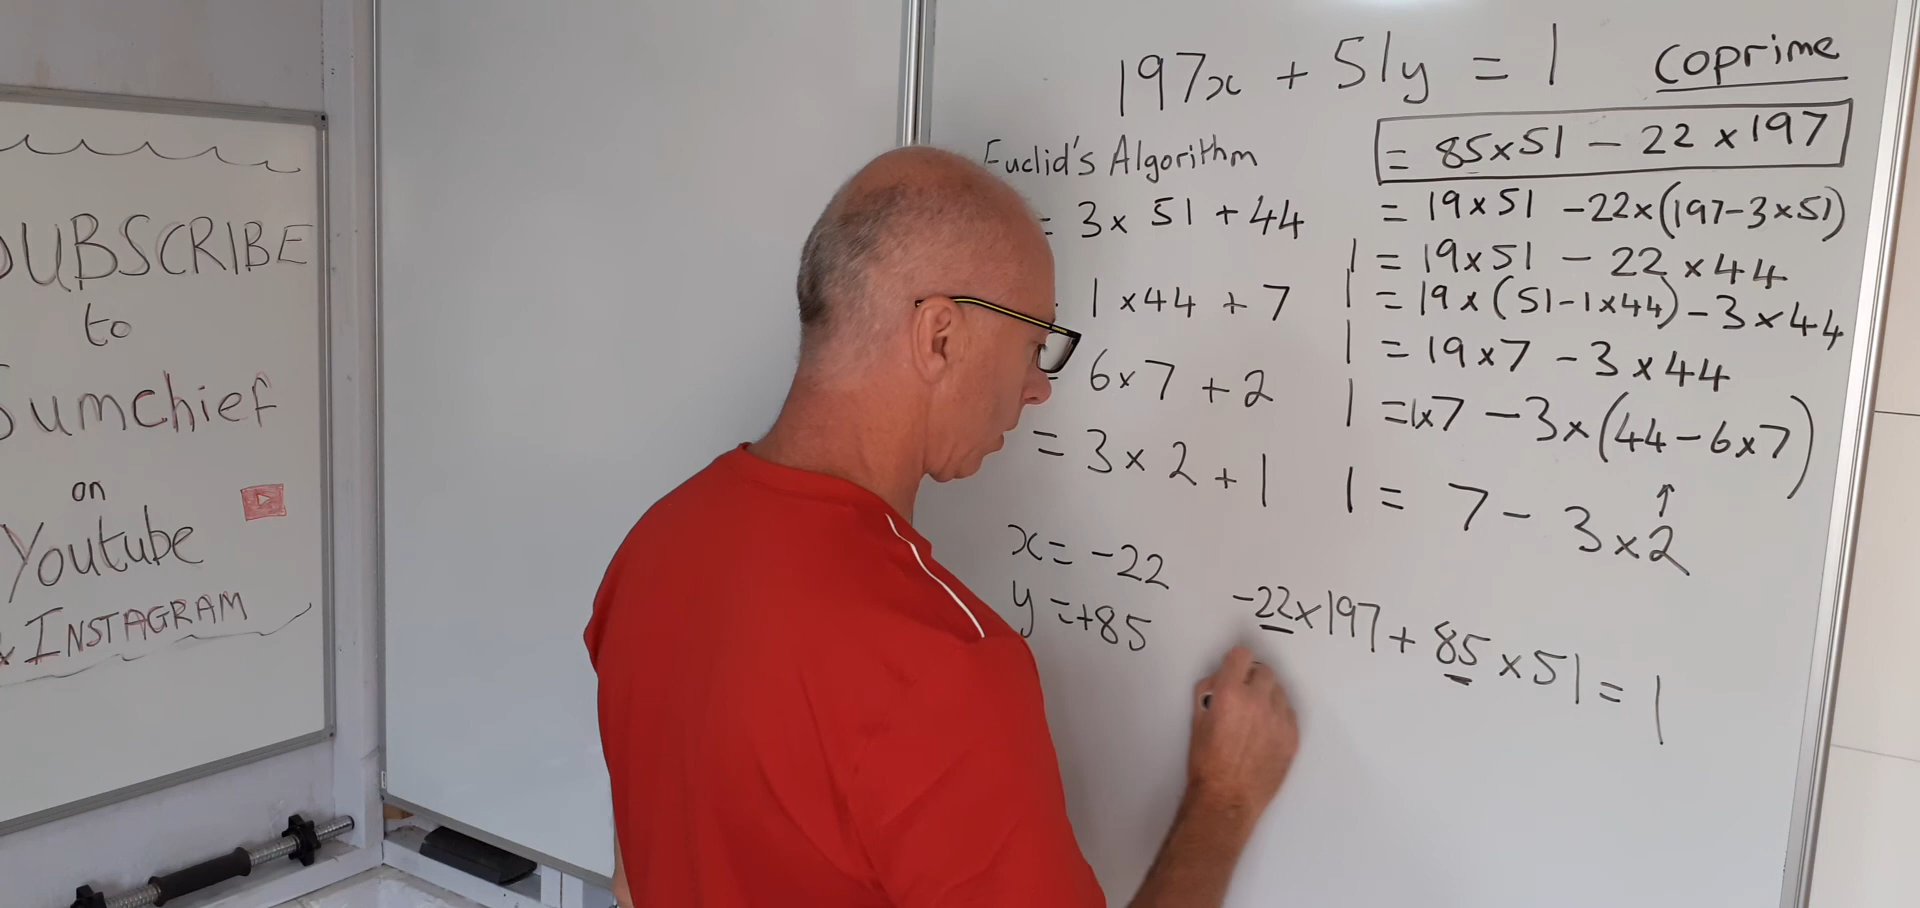 SUBSCRIBE
to
Sumchief
on
Youtube
& INSTAGRAM
197x + 51y = 1 coprime
Euclid's Algorithm
= 3 x 51 + 44
1 x 44 + 7
= 6 x 7 + 2
= 3 x 2 + 1
x = -22
y = +85
= 85 x 51 - 22 x 197
= 19 x 51 - 22 x (197 - 3 x 51)
1 = 19 x 51 - 22 x 44
1 = 19 x (51 - 1 x 44) - 3 x 44
1 = 19 x 7 - 3 x 44
1 = 1 x 7 - 3 x (44 - 6 x 7)
1 = 7 - 3 x 2
-22 x 197 + 85 x 51 = 1